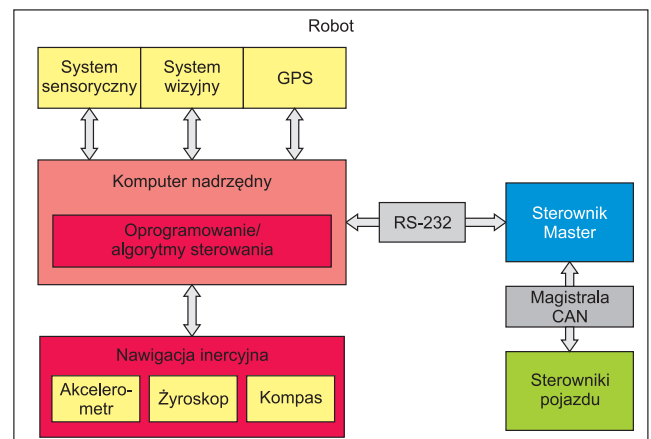 Robot
System
sensoryczny
System
wizyjny
GPS
Komputer nadrzędny
Oprogramowanie/
algorytmy sterowania
RS-232
Sterownik
Master
Magistrala
CAN
Sterowniki
pojazdu
Nawigacja inercyjna
Akcelero-
metr
Żyroskop
Kompas